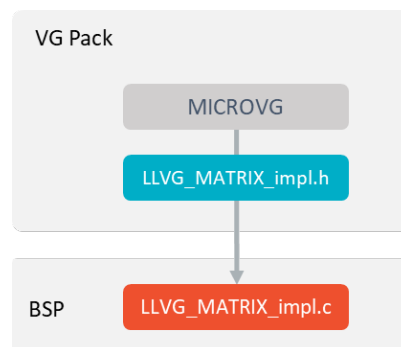 VG Pack
MICROVG
LLVG_MATRIX_impl.h
BSP
LLVG_MATRIX_impl.c